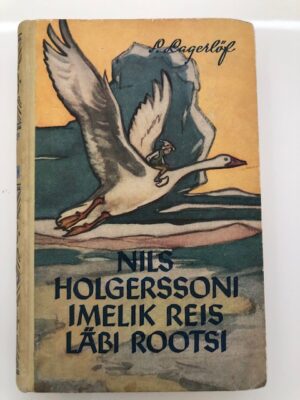 S. Lagerlöf
NILS
HOLGERSSONI
IMELIK REIS
LÄBI ROOTSI